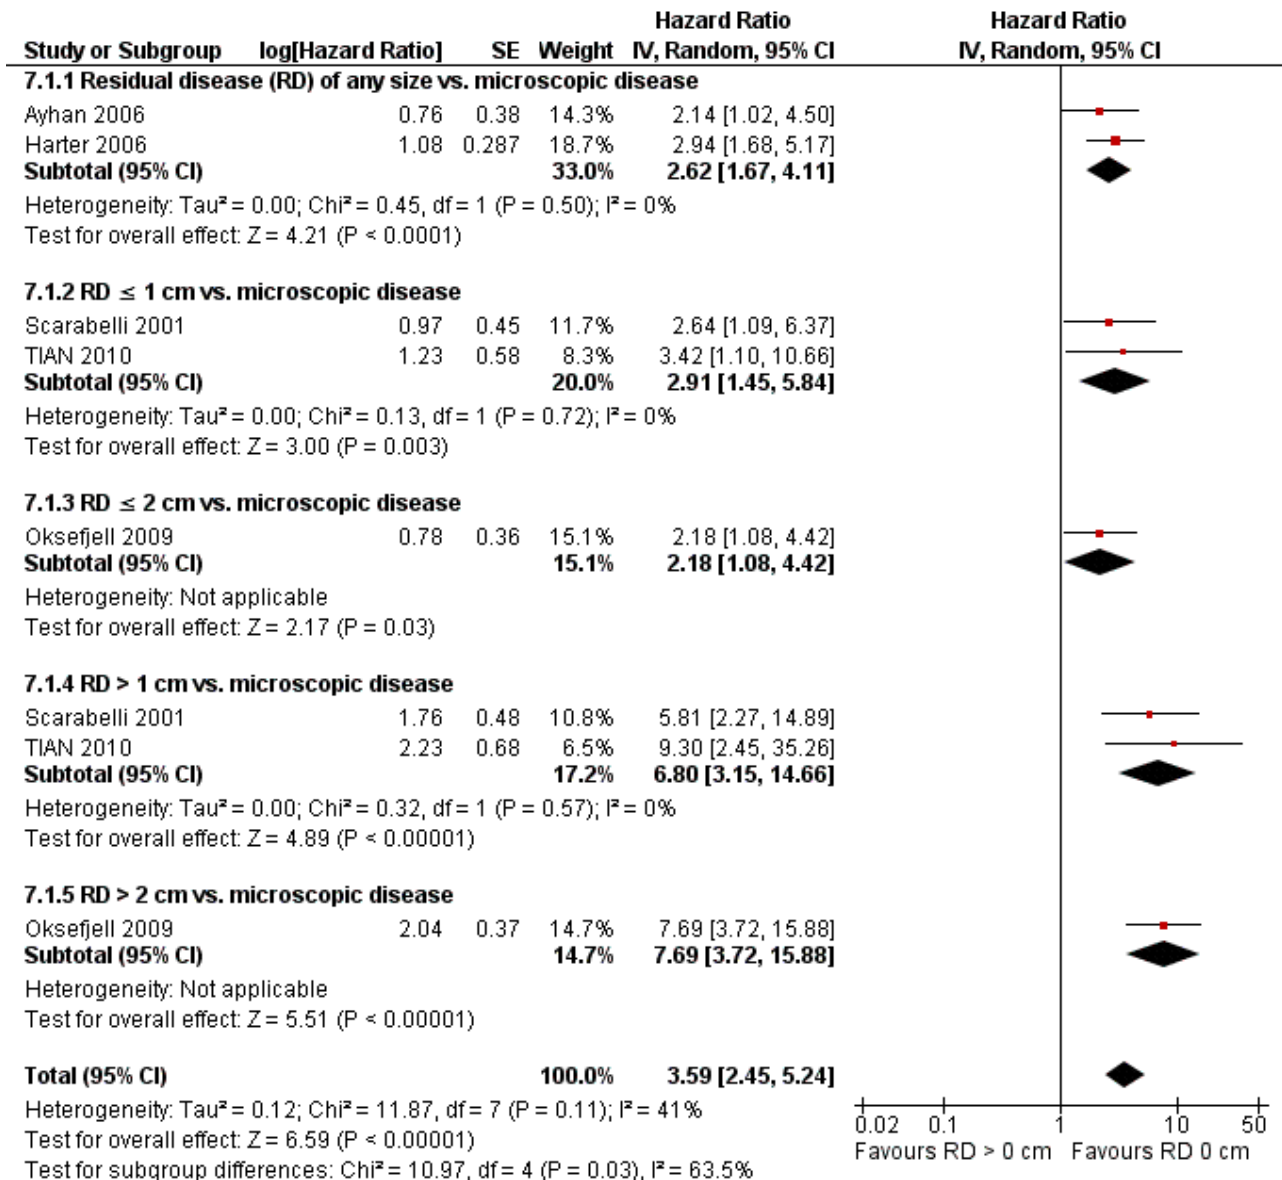 Hazard Ratio Hazard Ratio
Study or Subgroup log[Hazard Ratio] SE Weight IV, Random, 95% CI IV, Random, 95% CI
7.1.1 Residual disease (RD) of any size vs. microscopic disease
Ayhan 2006 0.76 0.38 14.3% 2.14 [1.02, 4.50]
Harter 2006 1.08 0.287 18.7% 2.94 [1.68, 5.17]
Subtotal (95% CI) 33.0% 2.62 [1.67, 4.11]
Heterogeneity: Tau² = 0.00; Chi² = 0.45, df = 1 (P = 0.50); I² = 0%
Test for overall effect: Z = 4.21 (P < 0.0001)
7.1.2 RD ≤ 1 cm vs. microscopic disease
Scarabelli 2001 0.97 0.45 11.7% 2.64 [1.09, 6.37]
TIAN 2010 1.23 0.58 8.3% 3.42 [1.10, 10.66]
Subtotal (95% CI) 20.0% 2.91 [1.45, 5.84]
Heterogeneity: Tau² = 0.00; Chi² = 0.13, df = 1 (P = 0.72); I² = 0%
Test for overall effect: Z = 3.00 (P = 0.003)
7.1.3 RD ≤ 2 cm vs. microscopic disease
Oksefjell 2009 0.78 0.36 15.1% 2.18 [1.08, 4.42]
Subtotal (95% CI) 15.1% 2.18 [1.08, 4.42]
Heterogeneity: Not applicable
Test for overall effect: Z = 2.17 (P = 0.03)
7.1.4 RD > 1 cm vs. microscopic disease
Scarabelli 2001 1.76 0.48 10.8% 5.81 [2.27, 14.89]
TIAN 2010 2.23 0.68 6.5% 9.30 [2.45, 35.26]
Subtotal (95% CI) 17.2% 6.80 [3.15, 14.66]
Heterogeneity: Tau² = 0.00; Chi² = 0.32, df = 1 (P = 0.57); I² = 0%
Test for overall effect: Z = 4.89 (P < 0.00001)
7.1.5 RD > 2 cm vs. microscopic disease
Oksefjell 2009 2.04 0.37 14.7% 7.69 [3.72, 15.88]
Subtotal (95% CI) 14.7% 7.69 [3.72, 15.88]
Heterogeneity: Not applicable
Test for overall effect: Z = 5.51 (P < 0.00001)
Total (95% CI) 100.0% 3.59 [2.45, 5.24]
Heterogeneity: Tau² = 0.12; Chi² = 11.87, df = 7 (P = 0.11); I² = 41%
Test for overall effect: Z = 6.59 (P < 0.00001)
Test for subgroup differences: Chi² = 10.97, df = 4 (P = 0.03), I² = 63.5%
0.02 0.1 1 10 50
Favours RD > 0 cm Favours RD 0 cm